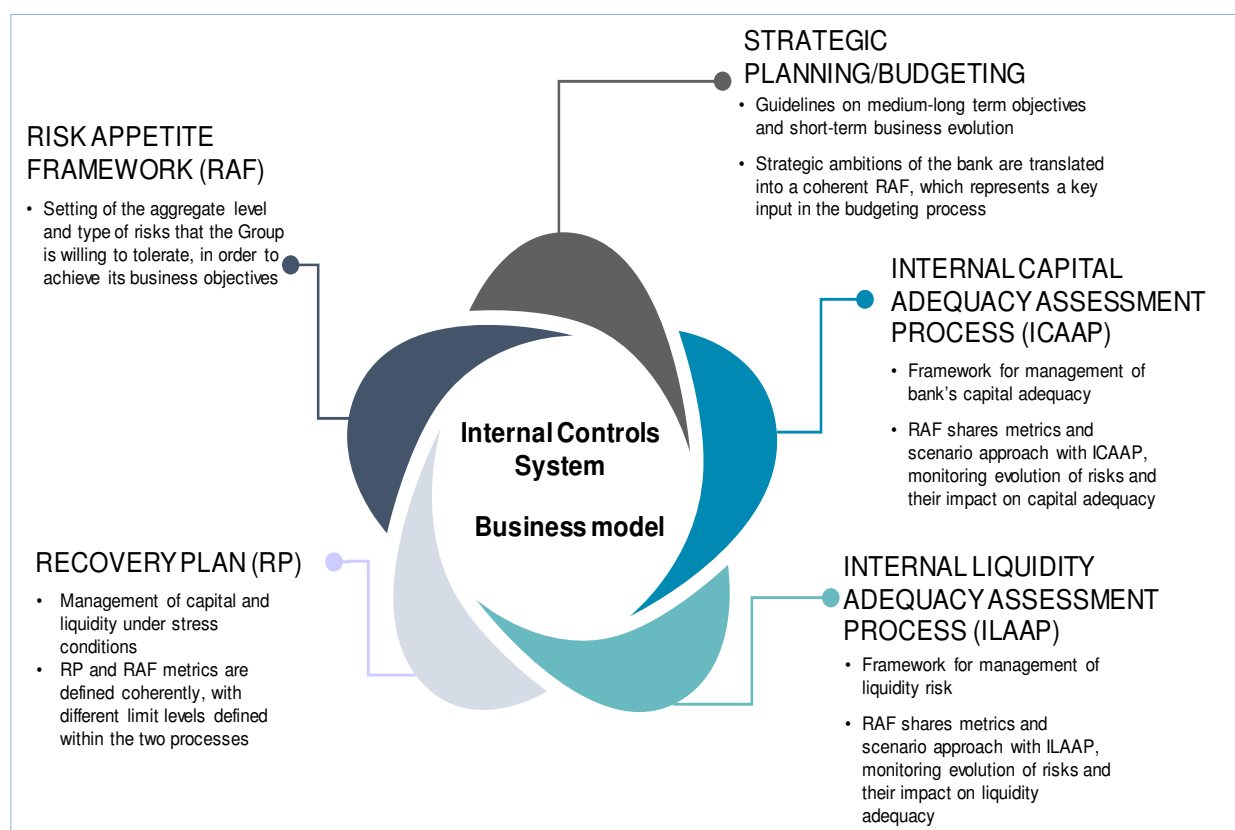 STRATEGIC
PLANNING/BUDGETING
• Guidelines on medium-long term objectives
and short-term business evolution
• Strategic ambitions of the bank are translated
into a coherent RAF, which represents a key
input in the budgeting process
RISK APPETITE
FRAMEWORK (RAF)
• Setting of the aggregate level
and type of risks that the Group
is willing to tolerate, in order to
achieve its business objectives
INTERNAL CAPITAL
ADEQUACY ASSESSMENT
PROCESS (ICAAP)
• Framework for management of
bank's capital adequacy
• RAF shares metrics and
scenario approach with ICAAP,
monitoring evolution of risks and
their impact on capital adequacy
Internal Controls
System
Business model
RECOVERY PLAN (RP)
• Management of capital and
liquidity under stress
conditions
• RP and RAF metrics are
defined coherently, with
different limit levels defined
within the two processes
INTERNAL LIQUIDITY
ADEQUACY ASSESSMENT
PROCESS (ILAAP)
• Framework for management of
liquidity risk
• RAF shares metrics and
scenario approach with ILAAP,
monitoring evolution of risks and
their impact on liquidity
adequacy